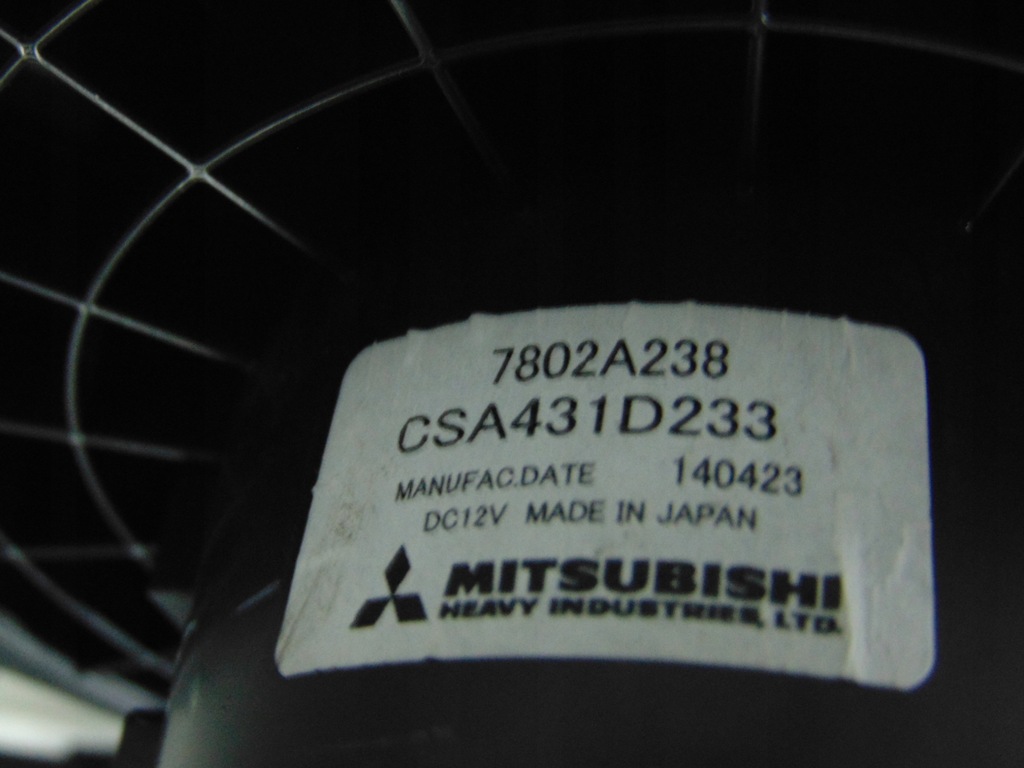 7802A238
CSA431D233
MANUFAC.DATE 140423
DC12V MADE IN JAPAN
MITSUBISHI
HEAVY INDUSTRIES, LTD.